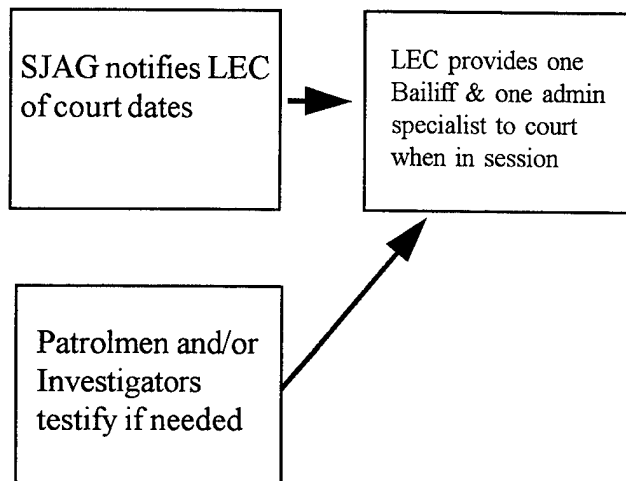 SJAG notifies LEC
of court dates
LEC provides one
Bailiff & one admin
specialist to court
when in session
Patrolmen and/or
Investigators
testify if needed